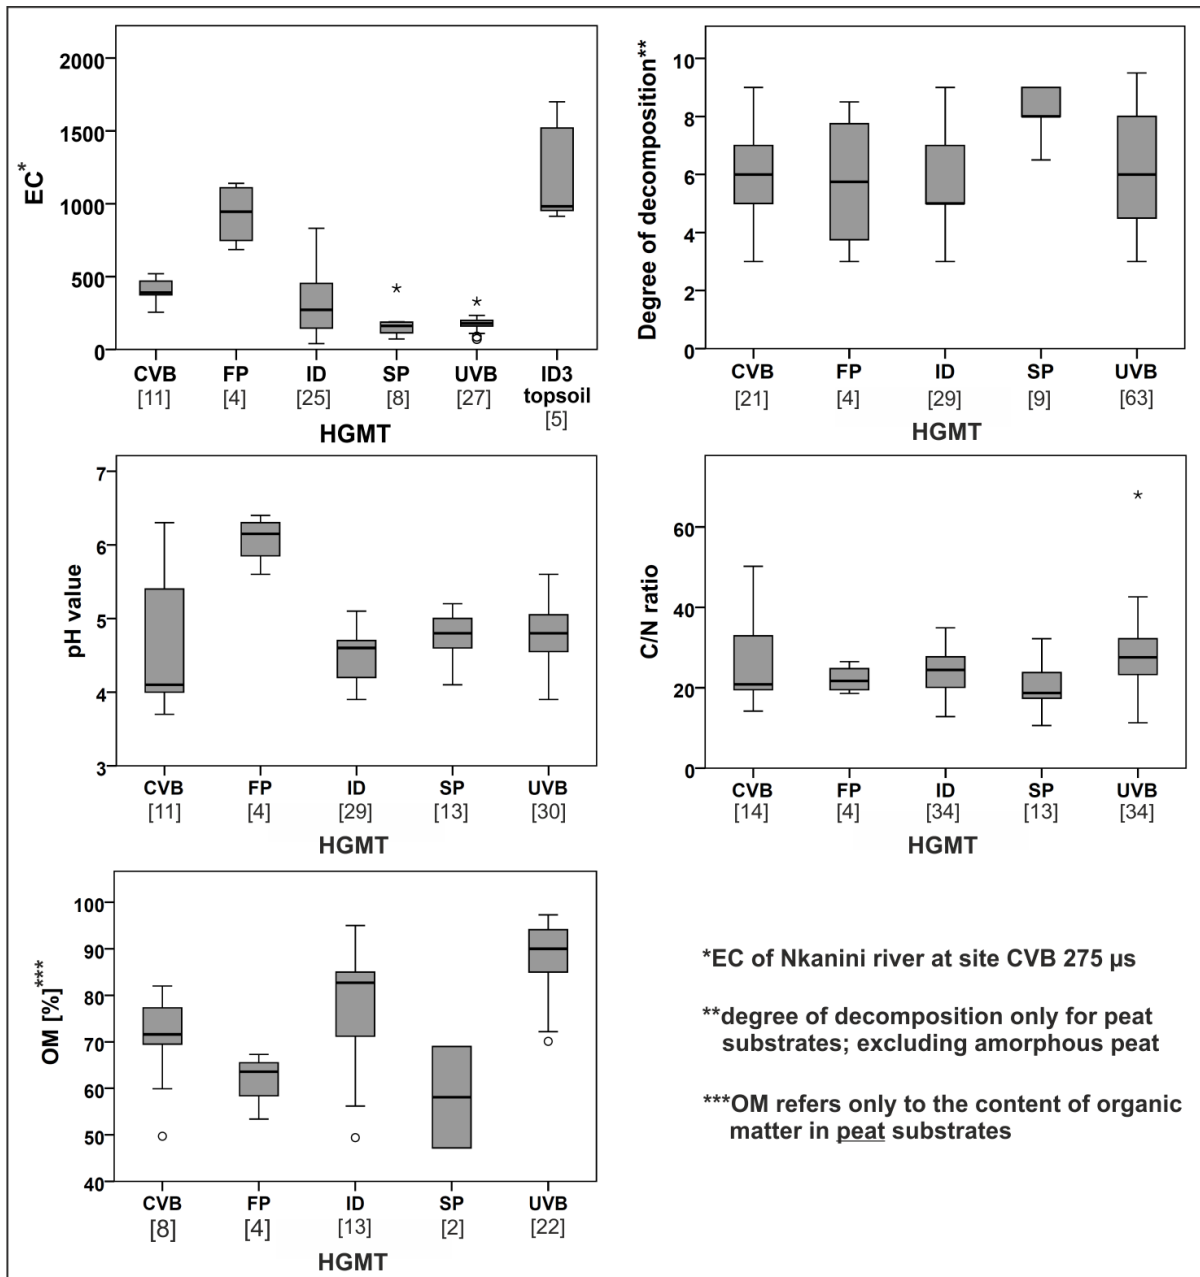 EC*
2000
1500
1000
500
0
CVB FP ID SP UVB ID3 topsoil
[11] [4] [25] [8] [27] [5]
HGMT
Degree of decomposition**
10
8
6
4
2
0
CVB FP ID SP UVB
[21] [4] [29] [9] [63]
HGMT
pH value
7
6
5
4
3
CVB FP ID SP UVB
[11] [4] [29] [13] [30]
HGMT
C/N ratio
60
40
20
0
CVB FP ID SP UVB
[14] [4] [34] [13] [34]
HGMT
OM [%]***
100
90
80
70
60
50
40
CVB FP ID SP UVB
[8] [4] [13] [2] [22]
HGMT
*EC of Nkanini river at site CVB 275 µs
**degree of decomposition only for peat
substrates; excluding amorphous peat
***OM refers only to the content of organic
matter in peat substrates